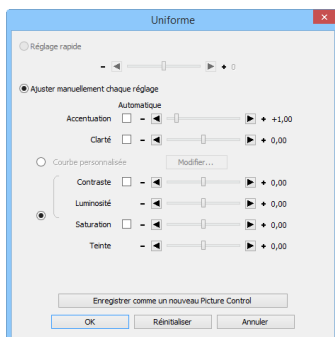 Uniforme
Réglage rapide
- + 0
Ajuster manuellement chaque réglage
Automatique
Accentuation - + +1,00
Clarté - + 0,00
Courbe personnalisée Modifier...
Contraste - + 0,00
Luminosité - + 0,00
Saturation - + 0,00
Teinte - + 0,00
Enregistrer comme un nouveau Picture Control
OK Réinitialiser Annuler